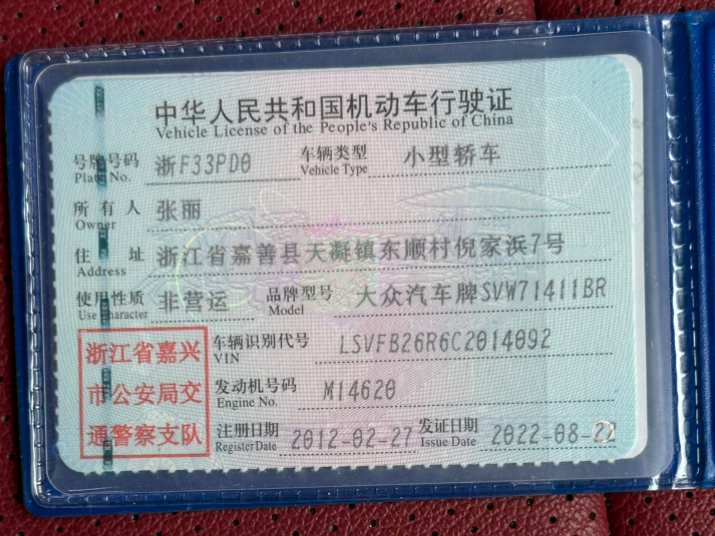 中华人民共和国机动车行驶证
Vehicle License of the People's Republic of China
号牌号码 浙F33PD0 车辆类型 小型轿车
Plate No. Vehicle Type
所有人 张丽
Owner
住址 浙江省嘉善县天凝镇东顺村倪家浜7号
Address
使用性质 非营运 品牌型号 大众汽车牌SVW71411BR
Use Character Model
浙江省嘉兴
市公安局交
通警察支队
车辆识别代号 LSVFB26R6C2014092
VIN
发动机号码 M14620
Engine No.
注册日期 2012-02-27 发证日期 2022-08-22
Register Date Issue Date